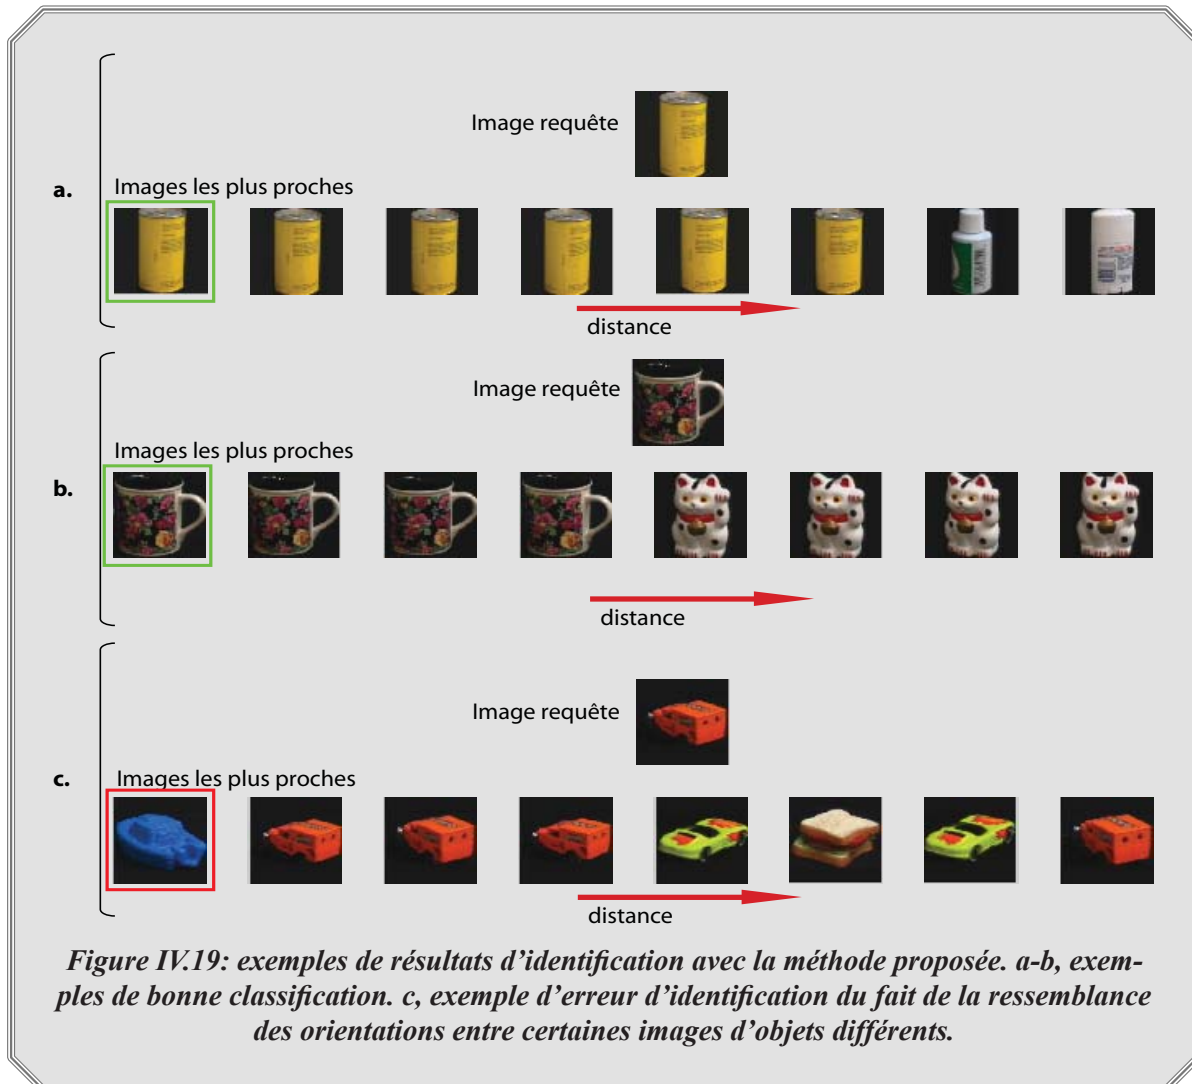 Image requête
a.
Images les plus proches
distance
Image requête
Images les plus proches
b.
distance
Image requête
c.
Images les plus proches
distance
Figure IV.19: exemples de résultats d'identification avec la méthode proposée. a-b, exem-
ples de bonne classification. c, exemple d'erreur d'identification du fait de la ressemblance
des orientations entre certaines images d'objets différents.